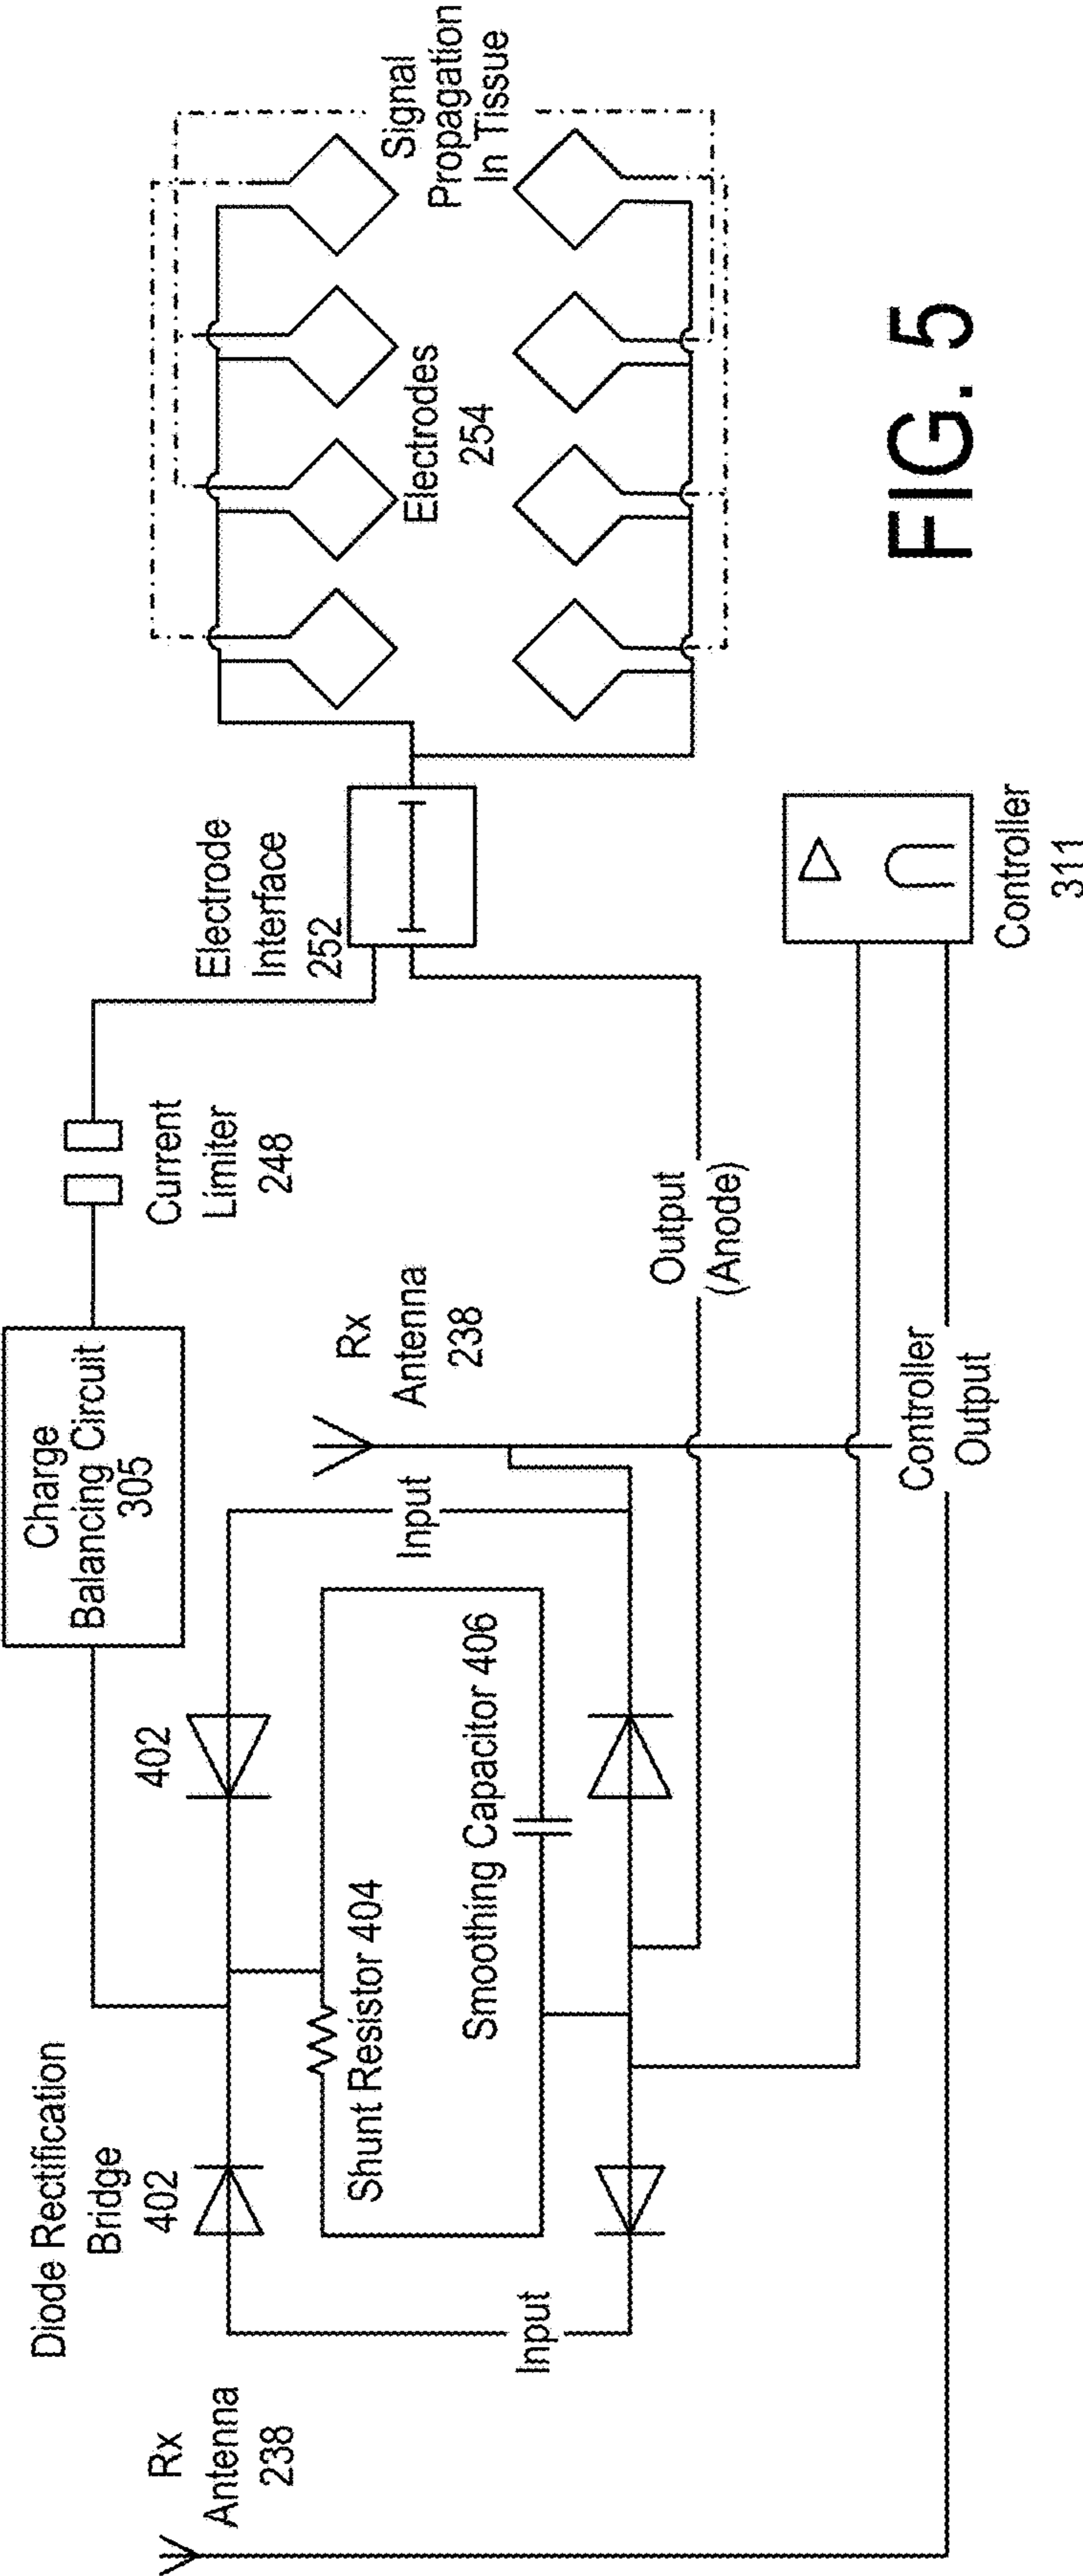 Rx
Antenna
238
Diode Rectification
Bridge
402
Input
Shunt Resistor 404
Smoothing Capacitor 406
402
Charge
Balancing Circuit
305
Input
Rx
Antenna
238
Current
Limiter
248
Output
(Anode)
Controller
Output
Electrode
Interface
252
Controller
311
Electrodes
254
Signal
Propagation
In Tissue
FIG. 5